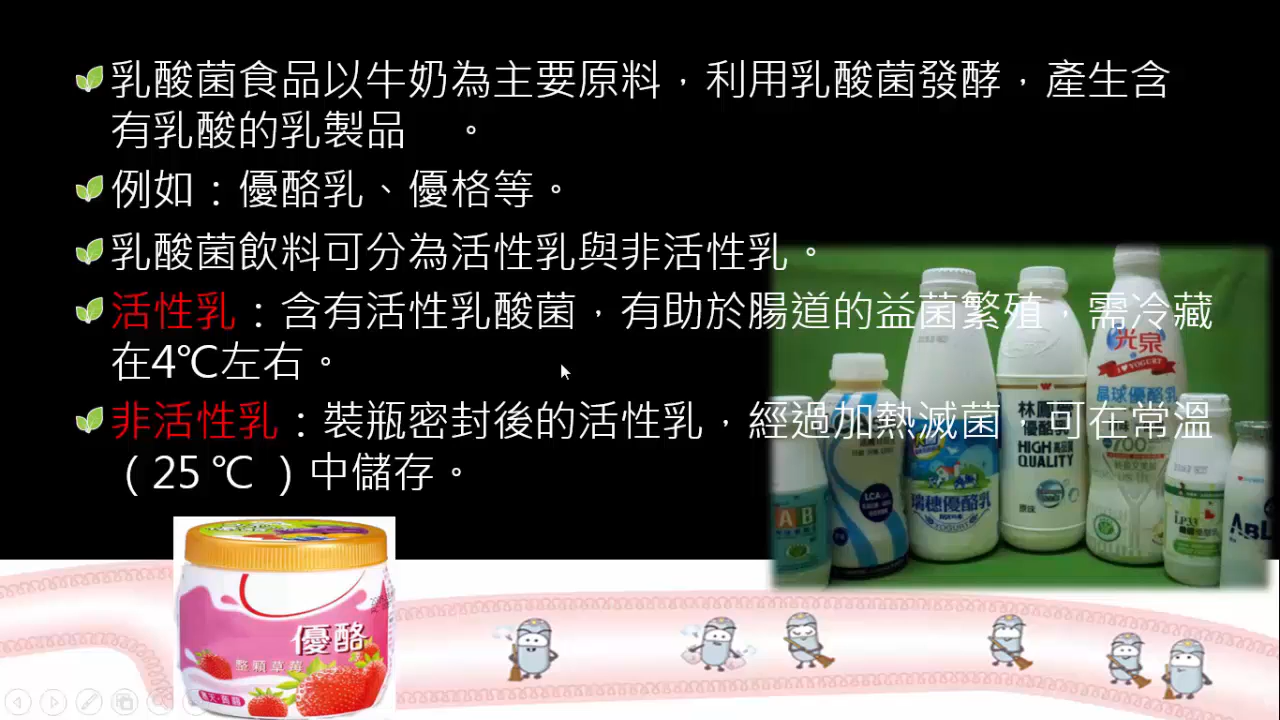 乳酸菌食品以牛奶為主要原料，利用乳酸菌發酵，產生含
有乳酸的乳製品　。
例如：優酪乳、優格等。
乳酸菌飲料可分為活性乳與非活性乳。
活性乳：含有活性乳酸菌，有助於腸道的益菌繁殖，需冷藏
在4℃左右。
非活性乳：裝瓶密封後的活性乳，經過加熱滅菌，可在常溫
（25 ℃ ）中儲存。
光泉
I ♥ YOGURT
晶球優酪乳
700
林鳳營
優酪乳
HIGH
QUALITY
原味
LCA
瑞穗優酪乳
YOGURT
AB
LP33
ABL
優酪
整顆草莓